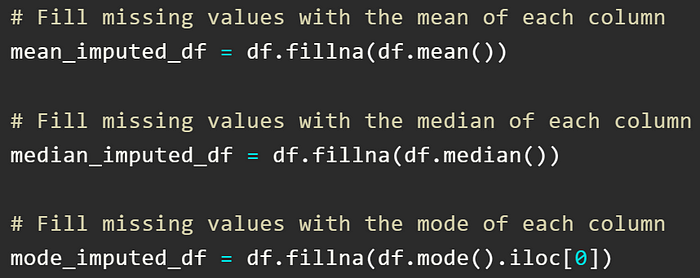 # Fill missing values with the mean of each column
mean_imputed_df = df.fillna(df.mean())
# Fill missing values with the median of each column
median_imputed_df = df.fillna(df.median())
# Fill missing values with the mode of each column
mode_imputed_df = df.fillna(df.mode().iloc[0])